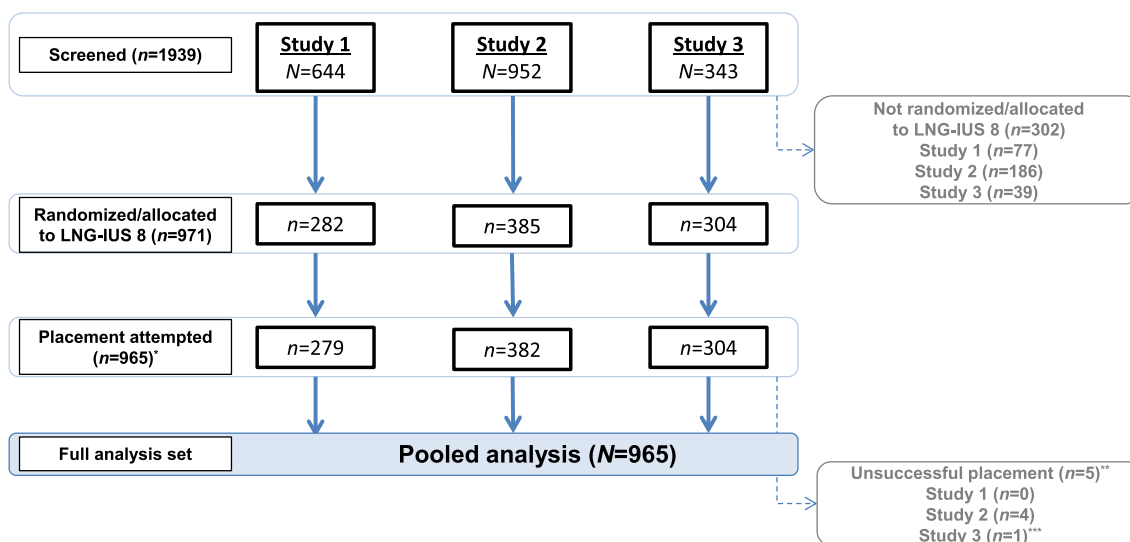 Screened (n=1939)
Study 1
N=644
Study 2
N=952
Study 3
N=343
Not randomized/allocated
to LNG-IUS 8 (n=302)
Study 1 (n=77)
Study 2 (n=186)
Study 3 (n=39)
Randomized/allocated
to LNG-IUS 8 (n=971)
n=282
n=385
n=304
Placement attempted
(n=965)*
n=279
n=382
n=304
Full analysis set
Pooled analysis (N=965)
Unsuccessful placement (n=5)**
Study 1 (n=0)
Study 2 (n=4)
Study 3 (n=1)***